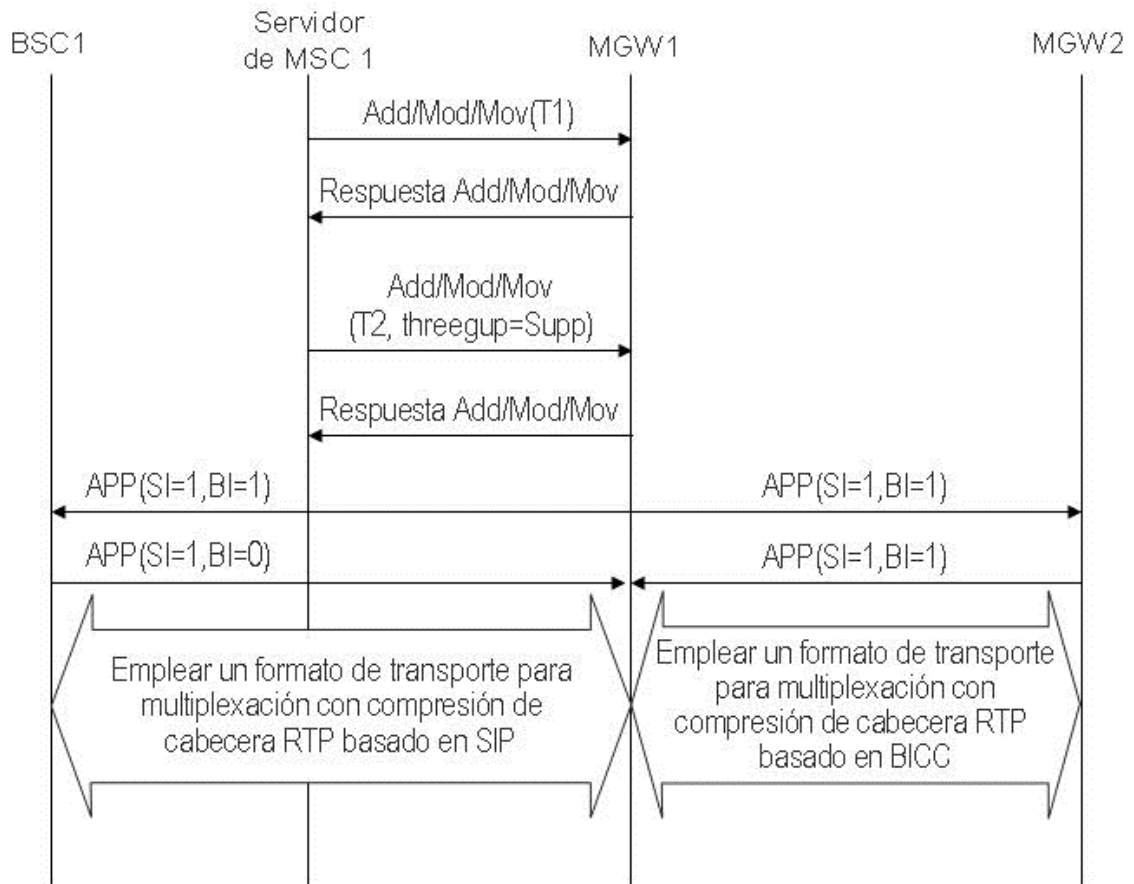 BSC1
Servidor
de MSC 1
MGW1
MGW2
Add/Mod/Mov(T1)
Respuesta Add/Mod/Mov
Add/Mod/Mov
(T2, threegup=Supp)
Respuesta Add/Mod/Mov
APP(SI=1,BI=1)
APP(SI=1,BI=1)
APP(SI=1,BI=0)
APP(SI=1,BI=1)
Emplear un formato de transporte para
multiplexación con compresión de
cabecera RTP basado en SIP
Emplear un formato de transporte
para multiplexación con
compresión de cabecera RTP
basado en BICC